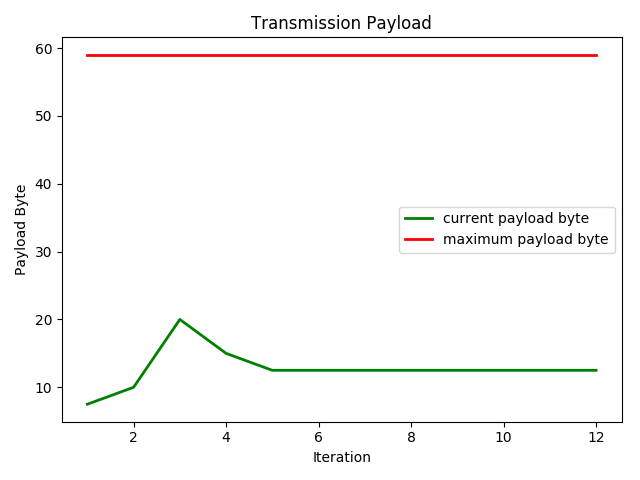 Transmission Payload
60
50
40
30
20
10
Payload Byte
current payload byte
maximum payload byte
2 4 6 8 10 12
Iteration